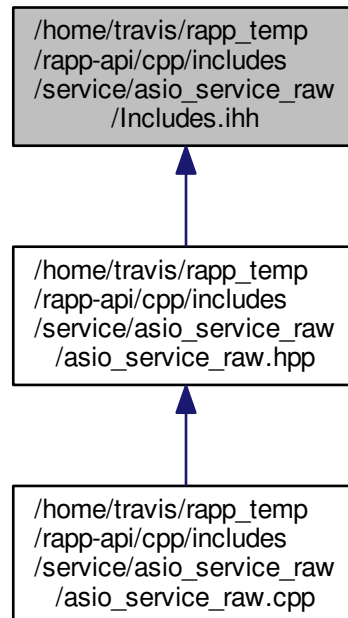 /home/travis/rapp_temp
/rapp-api/cpp/includes
/service/asio_service_raw
/Includes.ihh
/home/travis/rapp_temp
/rapp-api/cpp/includes
/service/asio_service_raw
/asio_service_raw.hpp
/home/travis/rapp_temp
/rapp-api/cpp/includes
/service/asio_service_raw
/asio_service_raw.cpp